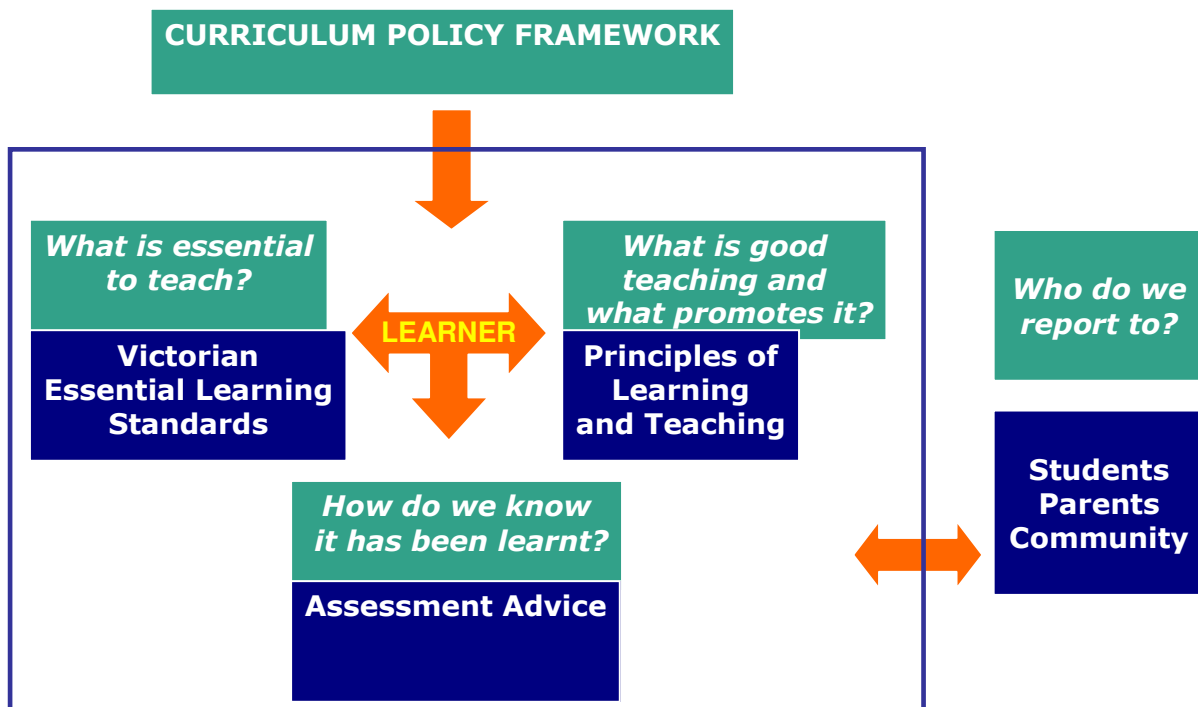 CURRICULUM POLICY FRAMEWORK
What is essential
to teach?
Victorian
Essential Learning
Standards
LEARNER
What is good
teaching and
what promotes it?
Principles of
Learning
and Teaching
How do we know
it has been learnt?
Assessment Advice
Who do we
report to?
Students
Parents
Community